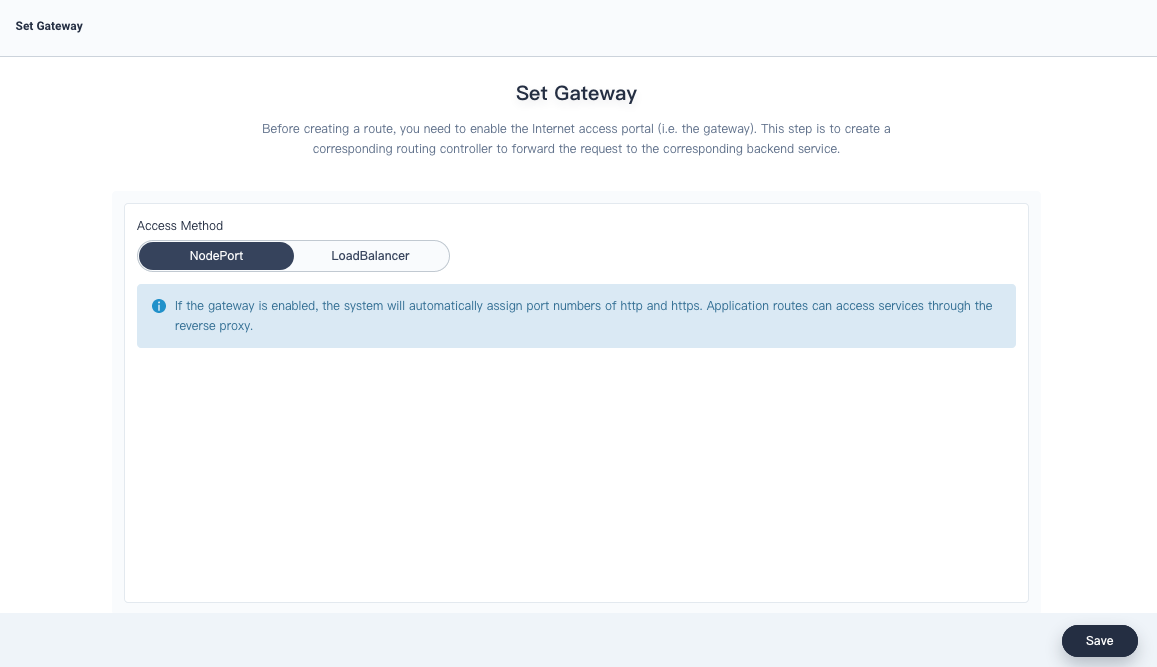 Set Gateway
Set Gateway
Before creating a route, you need to enable the Internet access portal (i.e. the gateway). This step is to create a
corresponding routing controller to forward the request to the corresponding backend service.
Access Method
NodePort LoadBalancer
If the gateway is enabled, the system will automatically assign port numbers of http and https. Application routes can access services through the
reverse proxy.
Save